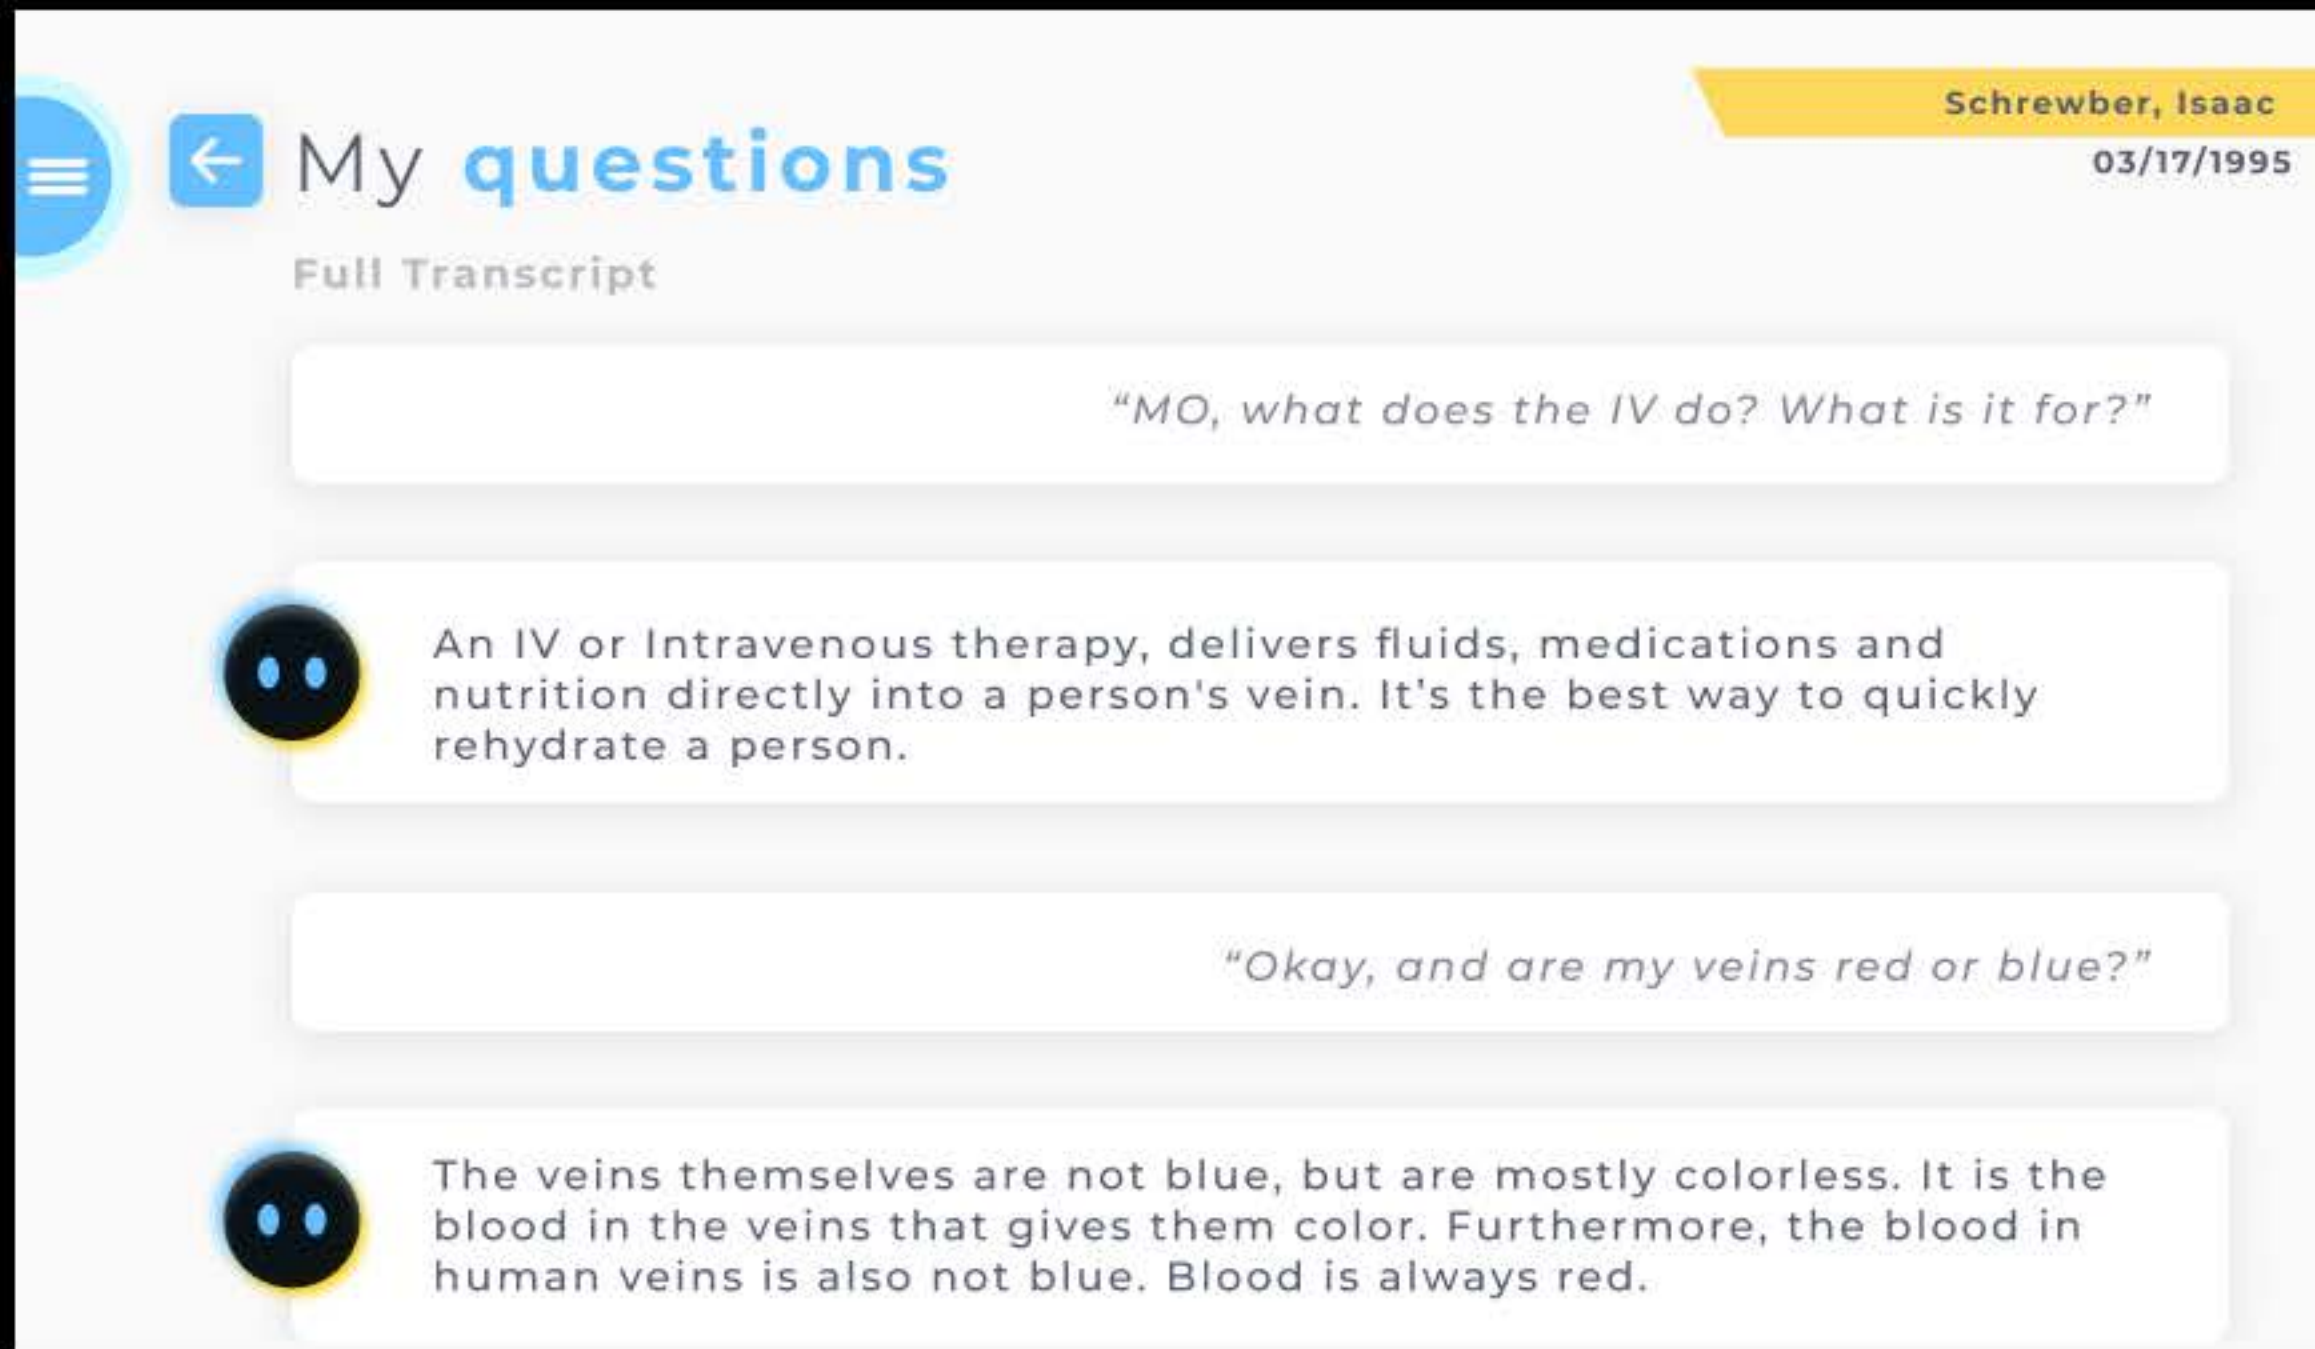 Schrewber, Isaac
03/17/1995
My questions
Full Transcript
“MO, what does the IV do? What is it for?”
An IV or Intravenous therapy, delivers fluids, medications and
nutrition directly into a person's vein. It's the best way to quickly
rehydrate a person.
“Okay, and are my veins red or blue?”
The veins themselves are not blue, but are mostly colorless. It is the
blood in the veins that gives them color. Furthermore, the blood in
human veins is also not blue. Blood is always red.